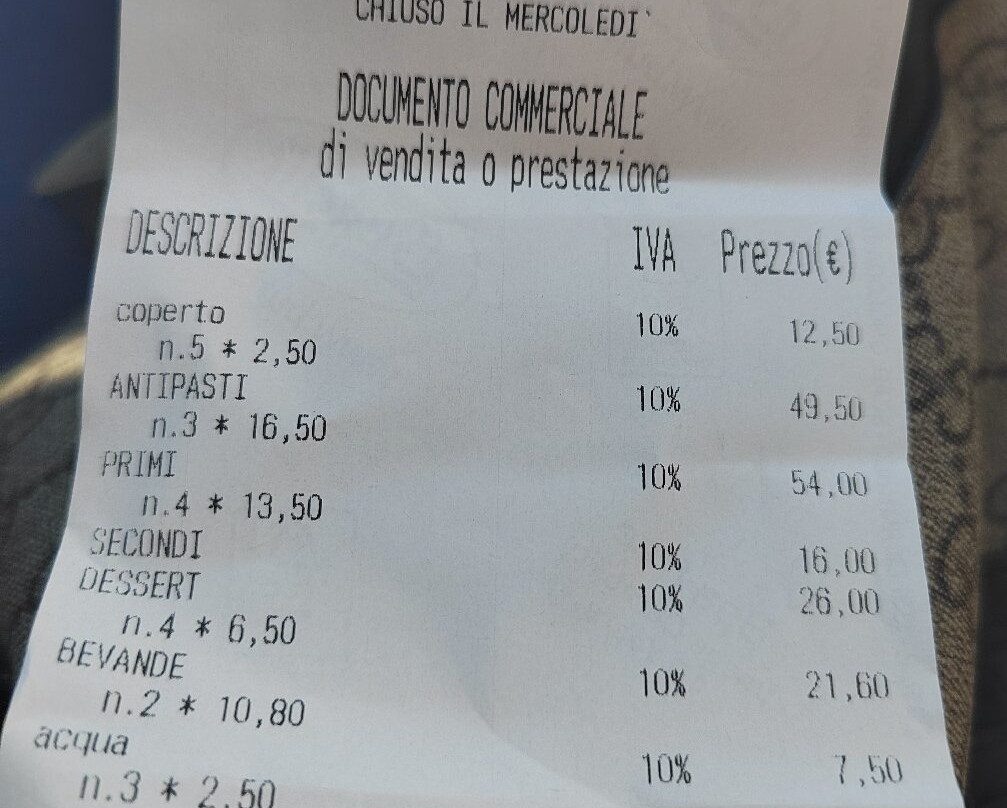 CHIUSO IL MERCOLEDI`
DOCUMENTO COMMERCIALE
di vendita o prestazione
DESCRIZIONE IVA Prezzo(€)
coperto 10% 12,50
n.5 * 2,50
ANTIPASTI 10% 49,50
n.3 * 16,50
PRIMI 10% 54,00
n.4 * 13,50
SECONDI 10% 16,00
DESSERT 10% 26,00
n.4 * 6,50
BEVANDE 10% 21,60
n.2 * 10,80
acqua 10% 7,50
n.3 * 2,50